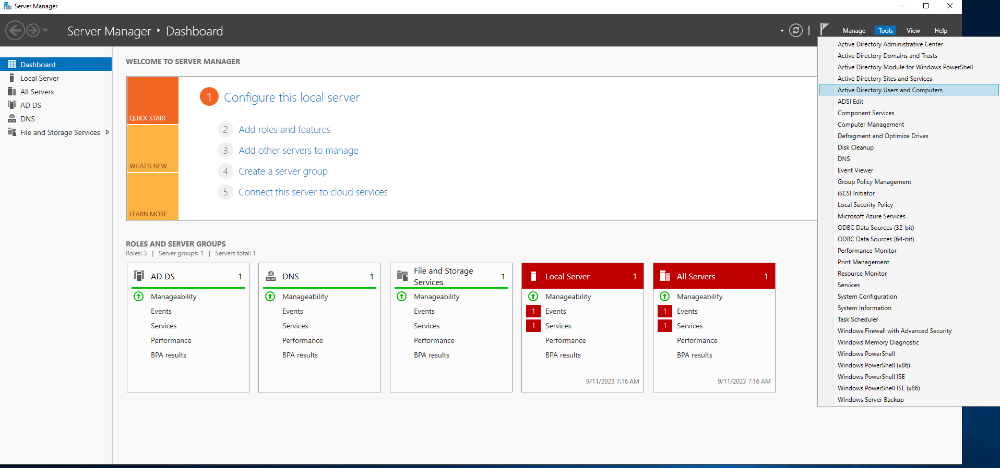 Server Manager
Server Manager ‣ Dashboard
Manage Tools View Help
Dashboard
Local Server
All Servers
AD DS
DNS
File and Storage Services
WELCOME TO SERVER MANAGER
QUICK START
WHAT'S NEW
LEARN MORE
1 Configure this local server
2 Add roles and features
3 Add other servers to manage
4 Create a server group
5 Connect this server to cloud services
ROLES AND SERVER GROUPS
Roles: 3 | Server groups: 1 | Servers total: 1
AD DS 1
Manageability
Events
Services
Performance
BPA results
DNS 1
Manageability
Events
Services
Performance
BPA results
File and Storage
Services 1
Manageability
Events
Services
Performance
BPA results
Local Server 1
Manageability
1 Events
1 Services
Performance
BPA results
9/11/2023 7:16 AM
All Servers 1
Manageability
1 Events
1 Services
Performance
BPA results
9/11/2023 7:16 AM
Active Directory Administrative Center
Active Directory Domains and Trusts
Active Directory Module for Windows PowerShell
Active Directory Sites and Services
Active Directory Users and Computers
ADSI Edit
Component Services
Computer Management
Defragment and Optimize Drives
Disk Cleanup
DNS
Event Viewer
Group Policy Management
iSCSI Initiator
Local Security Policy
Microsoft Azure Services
ODBC Data Sources (32-bit)
ODBC Data Sources (64-bit)
Performance Monitor
Print Management
Resource Monitor
Services
System Configuration
System Information
Task Scheduler
Windows Firewall with Advanced Security
Windows Memory Diagnostic
Windows PowerShell
Windows PowerShell (x86)
Windows PowerShell ISE
Windows PowerShell ISE (x86)
Windows Server Backup